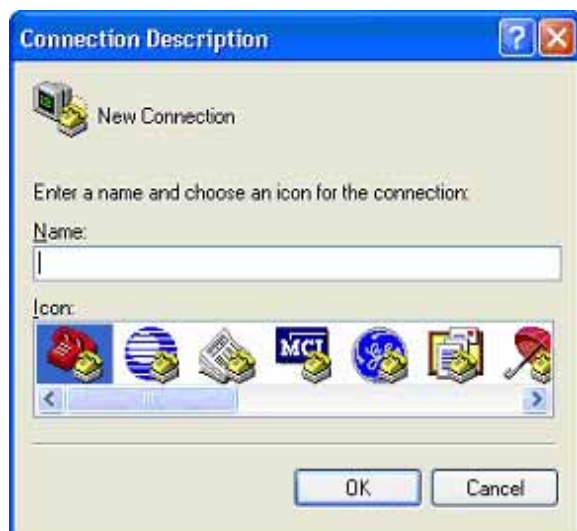 Connection Description
New Connection
Enter a name and choose an icon for the connection:
Name:
Icon:
MCI
OK
Cancel